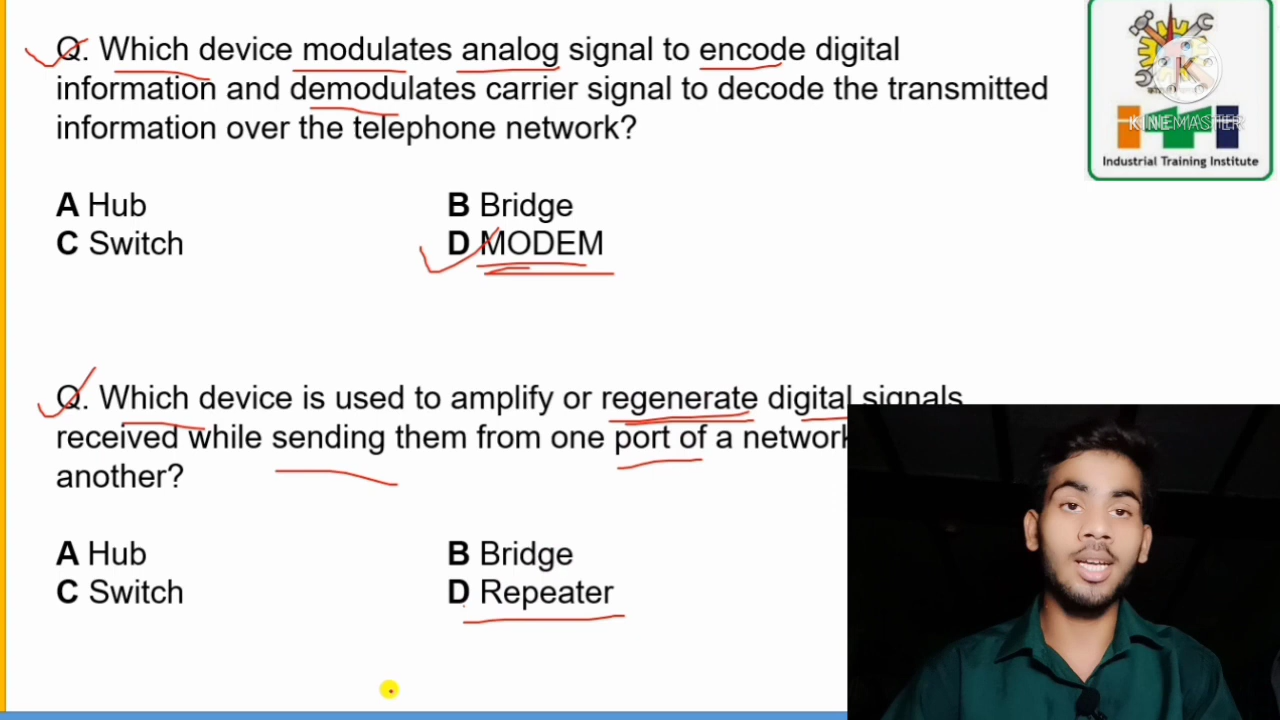 Q. Which device modulates analog signal to encode digital
information and demodulates carrier signal to decode the transmitted
information over the telephone network?
A Hub
B Bridge
C Switch
D MODEM
Q. Which device is used to amplify or regenerate digital signals
received while sending them from one port of a network
another?
A Hub
B Bridge
C Switch
D Repeater
K
KINEMASTER
Industrial Training Institute